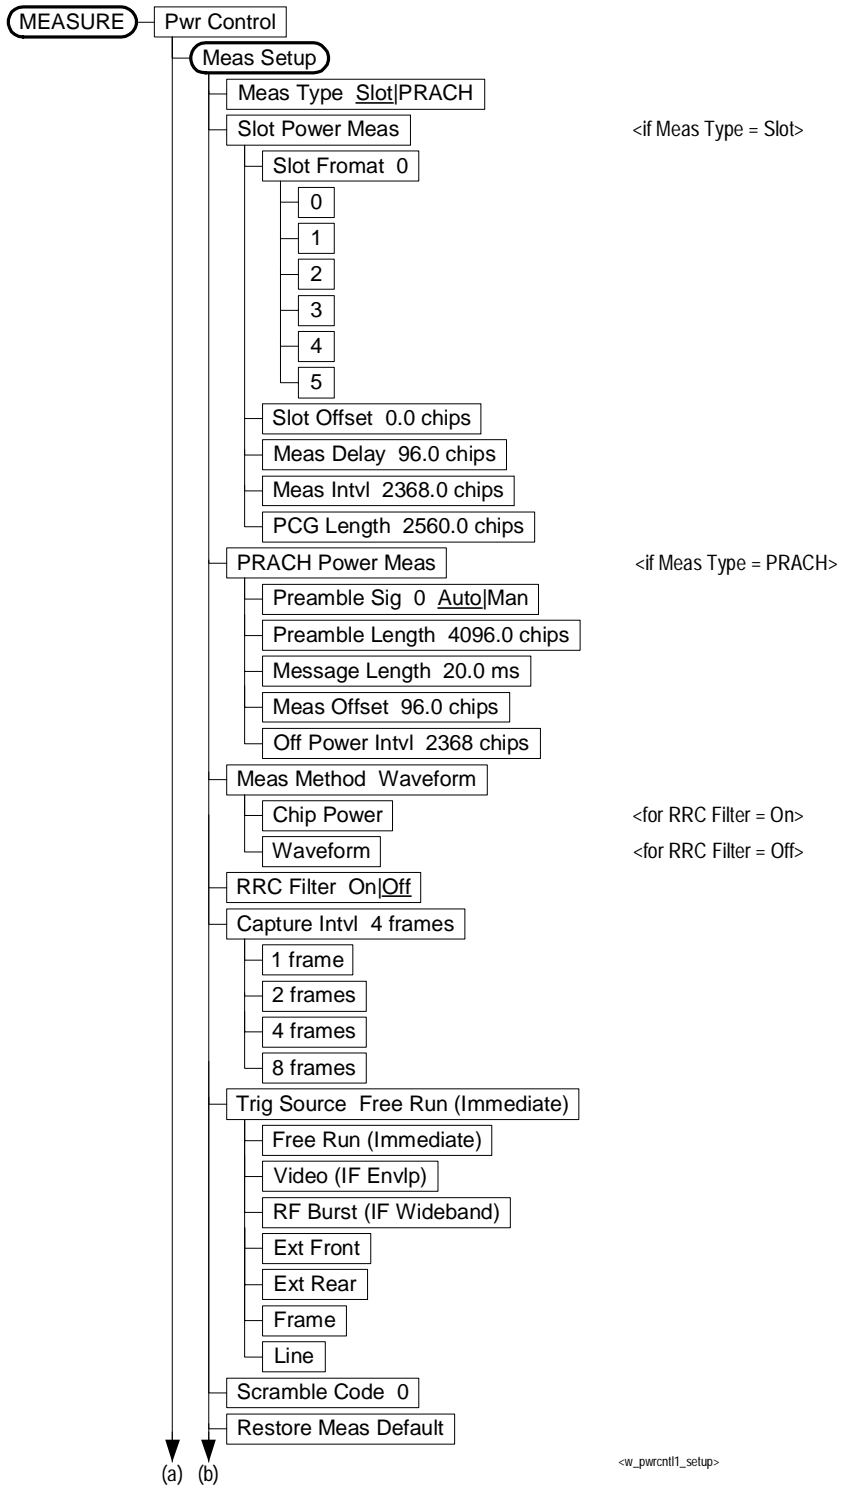 MEASURE Pwr Control
Meas Setup
Meas Type Slot|PRACH
Slot Power Meas <if Meas Type = Slot>
Slot Fromat 0
0
1
2
3
4
5
Slot Offset 0.0 chips
Meas Delay 96.0 chips
Meas Intvl 2368.0 chips
PCG Length 2560.0 chips
PRACH Power Meas <if Meas Type = PRACH>
Preamble Sig 0 Auto|Man
Preamble Length 4096.0 chips
Message Length 20.0 ms
Meas Offset 96.0 chips
Off Power Intvl 2368 chips
Meas Method Waveform
Chip Power <for RRC Filter = On>
Waveform <for RRC Filter = Off>
RRC Filter On|Off
Capture Intvl 4 frames
1 frame
2 frames
4 frames
8 frames
Trig Source Free Run (Immediate)
Free Run (Immediate)
Video (IF Envlp)
RF Burst (IF Wideband)
Ext Front
Ext Rear
Frame
Line
Scramble Code 0
Restore Meas Default
<w_pwrcntl1_setup>
(a) (b)